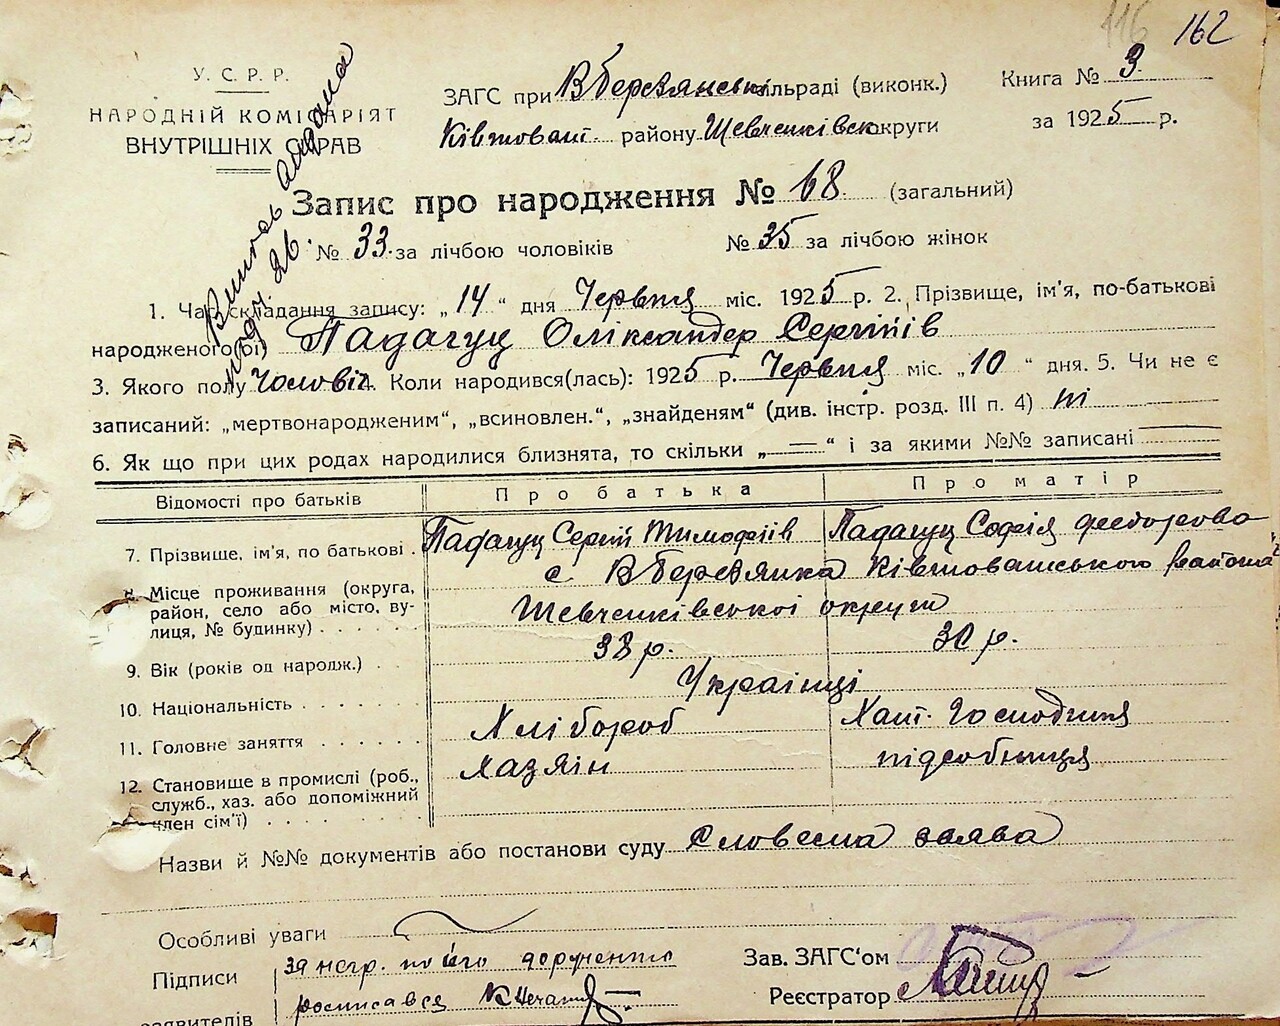 116 162
У.С.Р.Р.
НАРОДНІЙ КОМІСАРІЯТ
ВНУТРІШНІХ СПРАВ
ЗАГС при В Березянській сільраді (виконк.)
Книга № 3.
Ківшоват. району Шевченківськ округи
за 1925 р.
Запис про народження № 68. (загальний)
№ 33. за лічбою чоловіків № 35 за лічбою жінок
1. Час складання запису: „14“ дня Червня міс. 1925 р. 2. Прізвище, ім'я, по-батькові
народженого(ої) Падагуц Оліксандер Сергіїв
3. Якого полу Чоловіч. 4. Коли народився(лась): 1925 р. Червня міс. „10“ дня. 5. Чи не є
записаний: „мертвонародженим“, „всиновлен.“, „знайденям“ (див. інстр. розд. III п. 4) ні
6. Як що при цих родах народилися близнята, то скільки „—“ і за якими №№ записані
Відомості про батьків Про батька Про матір
7. Прізвище, ім'я, по батькові . Падагуц Сергій Тимофіїв Падагуц Софія Федорова
8. Місце проживання (округа, район, село або місто, вулиця, № будинку) с В Березянка Ківшоватського района
Шевченківської округи
9. Вік (років од народж.) . . 38 р. 30 р.
10. Національність Українці
11. Головне заняття Хлібороб Хат. Господиня
12. Становище в промислі (роб., служб., хаз. або допоміжний член сім'ї) Хазяїн підсобниця
Назви й №№ документів або постанови суду Словесна заява
Особливі уваги
Підписи за негр. по його дорученню
заявителів росписався
Зав. ЗАГС'ом
Реєстратор